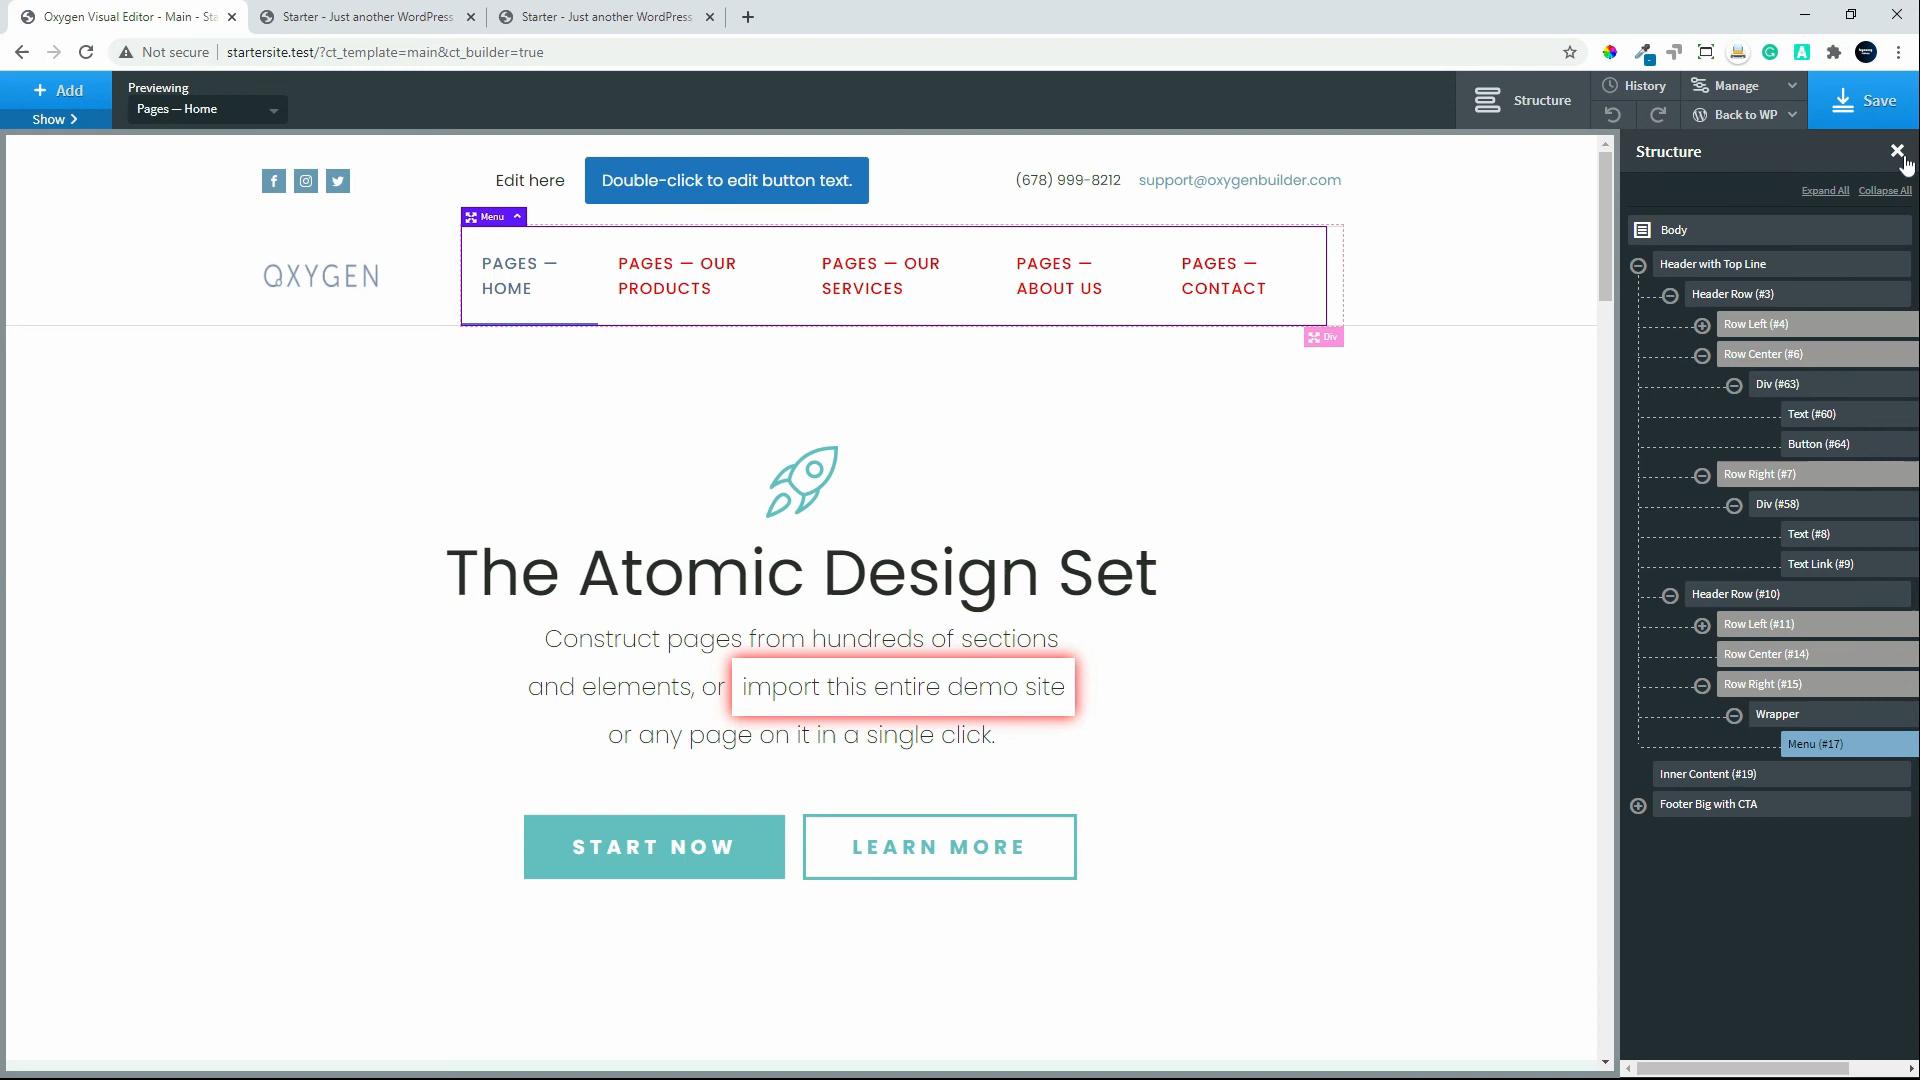 Oxygen Visual Editor - Main - Sta
Starter - Just another WordPress
Starter - Just another WordPress
Not secure
startersite.test/?ct_template=main&ct_builder=true
+ Add
Show >
Previewing
Pages — Home
Structure
History
Manage
Back to WP
Save
Structure
Expand All
Collapse All
Body
Header with Top Line
Header Row (#3)
Row Left (#4)
Row Center (#6)
Div (#63)
Text (#60)
Button (#64)
Row Right (#7)
Div (#58)
Text (#8)
Text Link (#9)
Header Row (#10)
Row Left (#11)
Row Center (#14)
Row Right (#15)
Wrapper
Menu (#17)
Inner Content (#19)
Footer Big with CTA
Edit here
Double-click to edit button text.
(678) 999-8212
support@oxygenbuilder.com
Menu
OXYGEN
PAGES —
HOME
PAGES — OUR
PRODUCTS
PAGES — OUR
SERVICES
PAGES —
ABOUT US
PAGES —
CONTACT
Div
The Atomic Design Set
Construct pages from hundreds of sections
and elements, or import this entire demo site
or any page on it in a single click.
START NOW
LEARN MORE